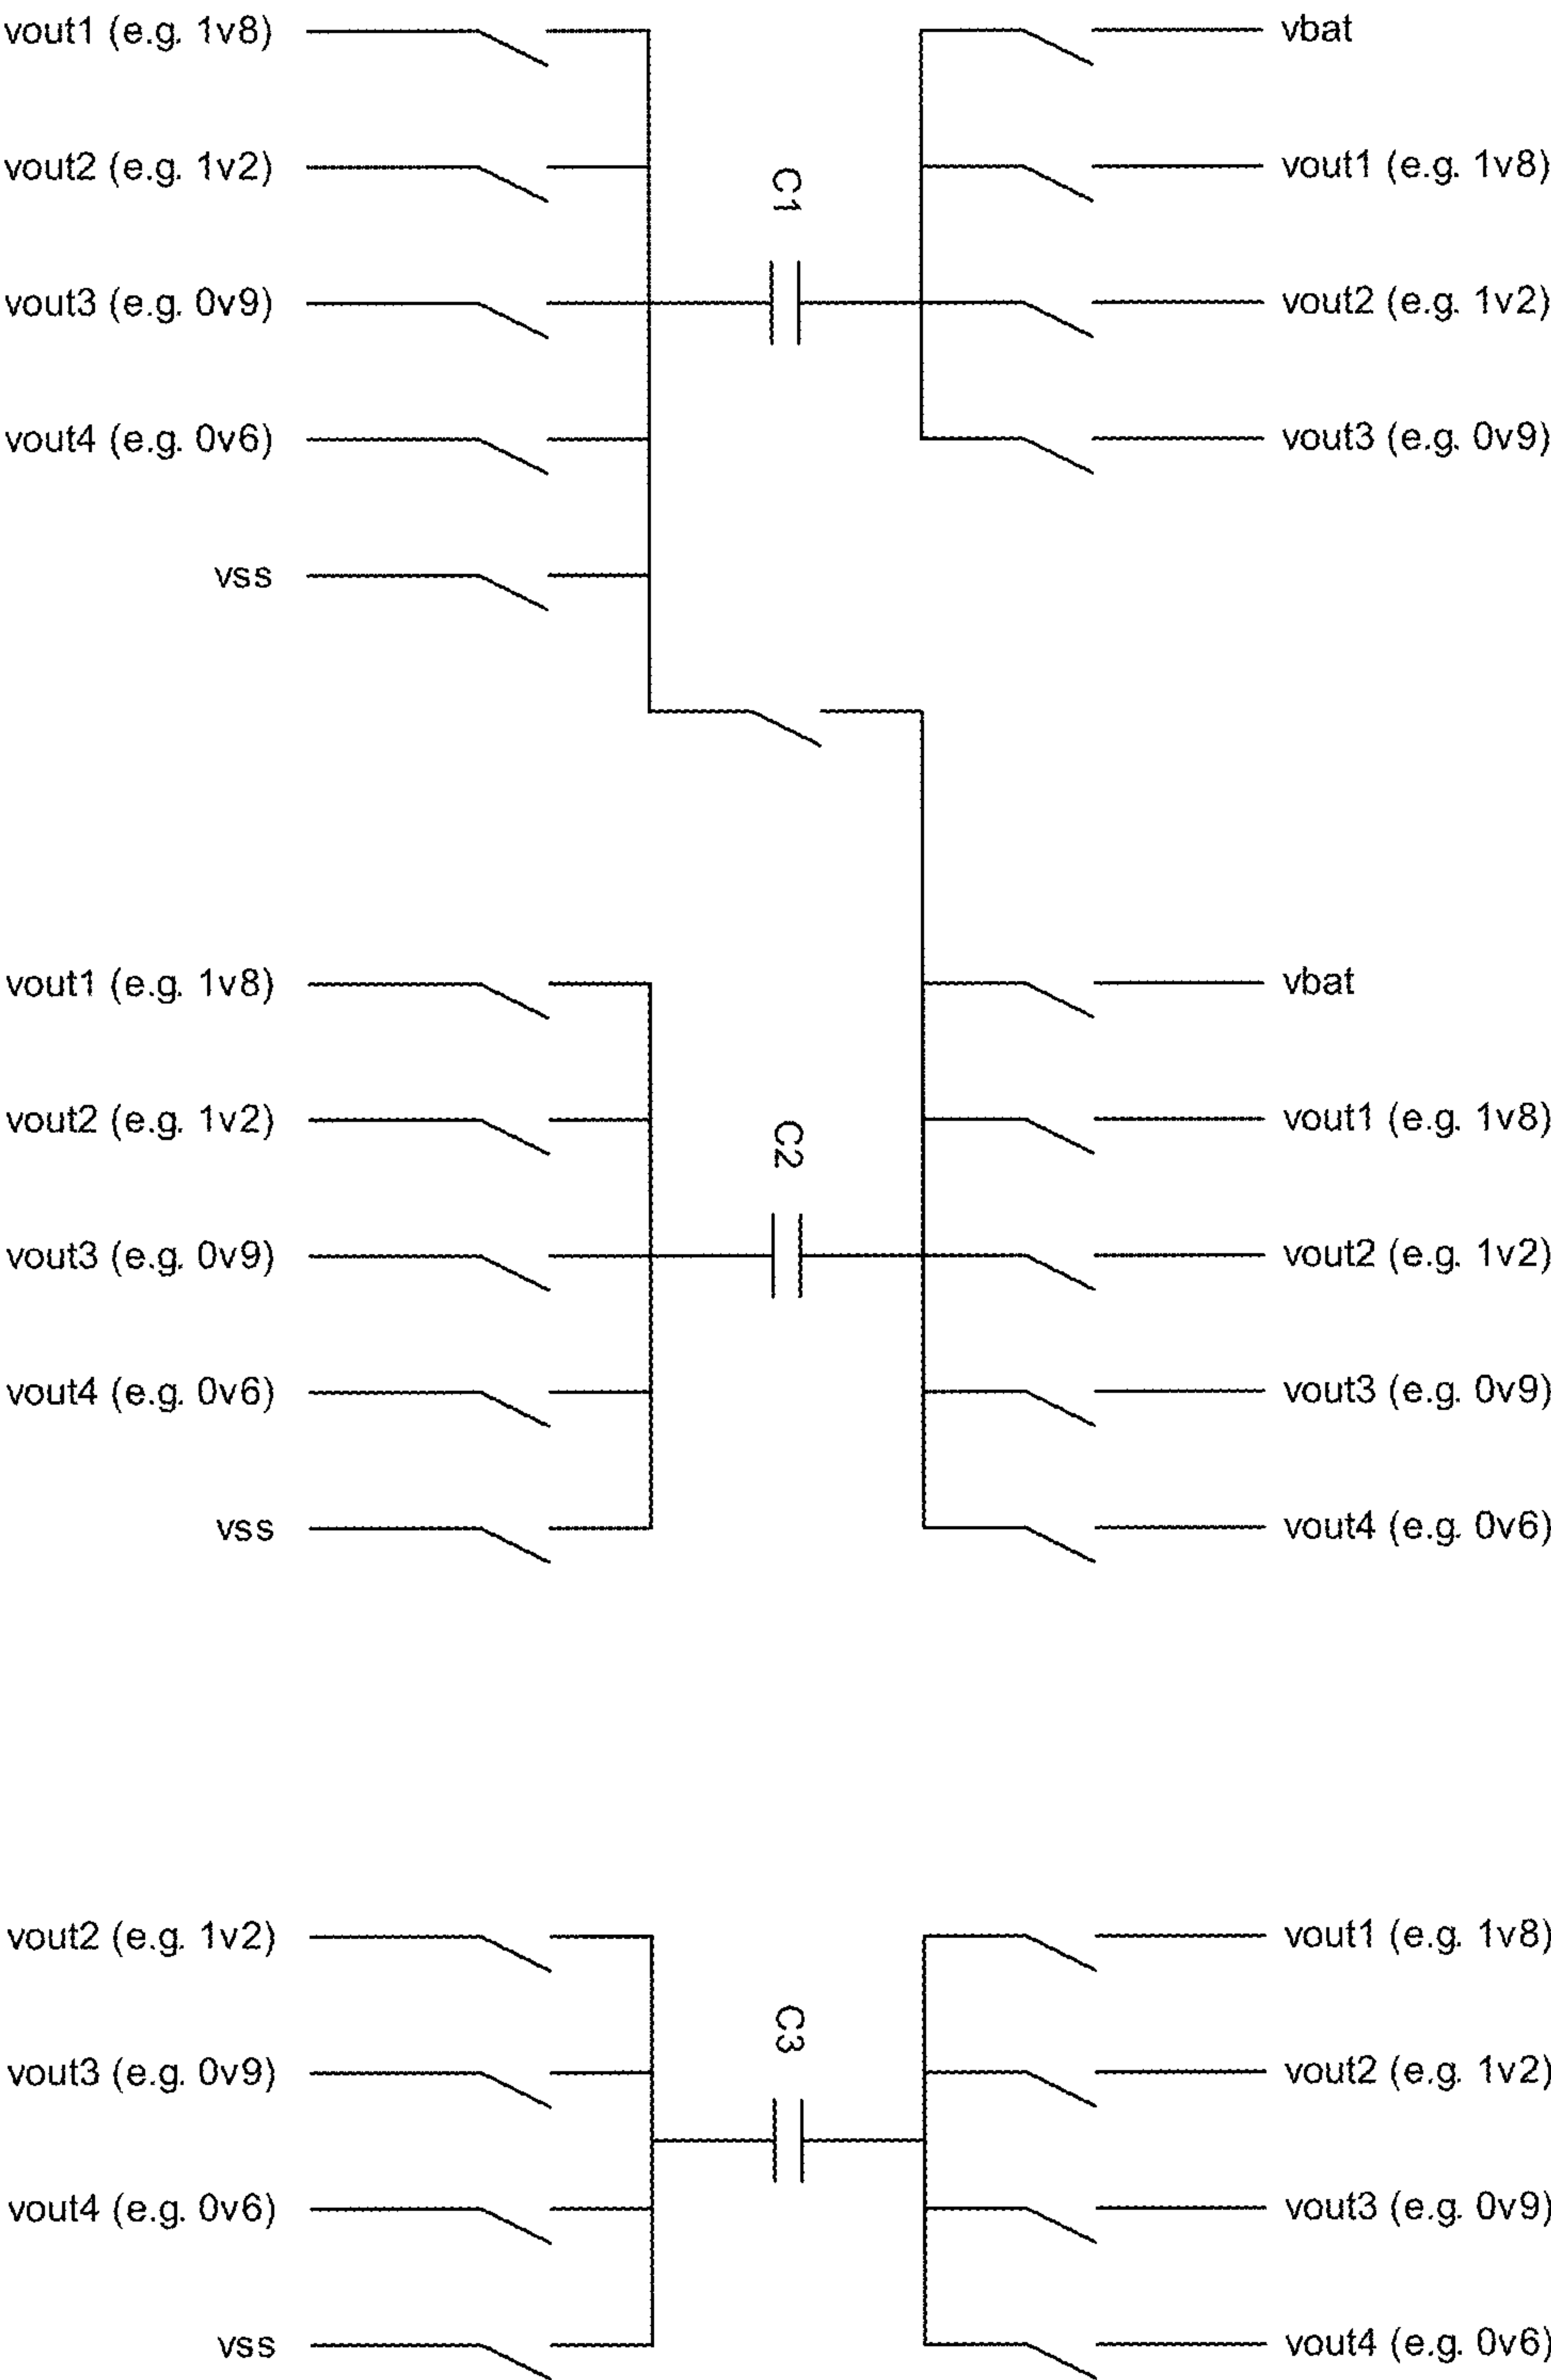 vout1 (e.g. 1v8)
vbat
vout2 (e.g. 1v2)
vout1 (e.g. 1v8)
C1
vout3 (e.g. 0v9)
vout2 (e.g. 1v2)
vout4 (e.g. 0v6)
vout3 (e.g. 0v9)
vss
vout1 (e.g. 1v8)
vbat
vout2 (e.g. 1v2)
vout1 (e.g. 1v8)
C2
vout3 (e.g. 0v9)
vout2 (e.g. 1v2)
vout4 (e.g. 0v6)
vout3 (e.g. 0v9)
vss
vout4 (e.g. 0v6)
vout2 (e.g. 1v2)
vout1 (e.g. 1v8)
C3
vout3 (e.g. 0v9)
vout2 (e.g. 1v2)
vout4 (e.g. 0v6)
vout3 (e.g. 0v9)
vss
vout4 (e.g. 0v6)